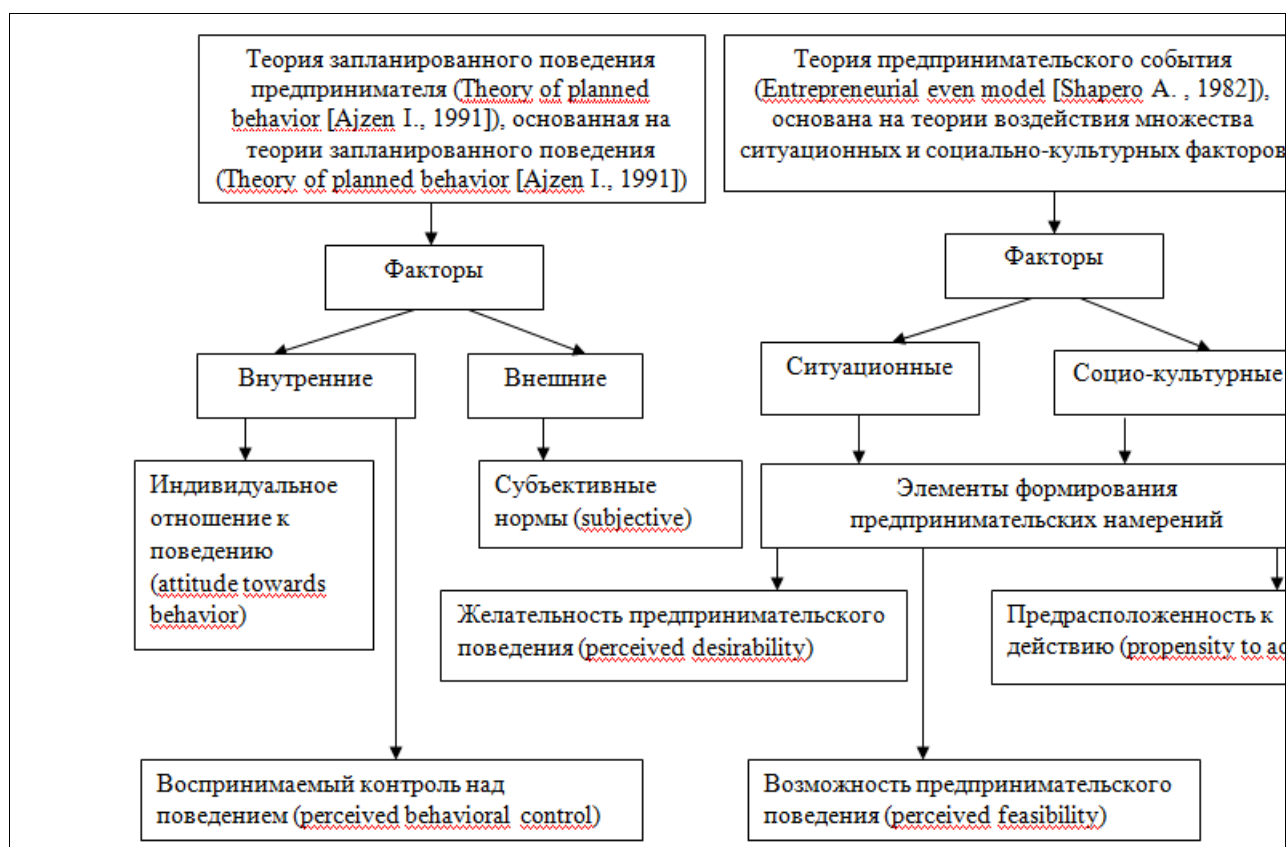 Теория запланированного поведения
предпринимателя (Theory of planned
behavior [Ajzen I., 1991]), основанная на
теории запланированного поведения
(Theory of planned behavior [Ajzen I., 1991])
Теория предпринимательского события
(Entrepreneurial even model [Shapero A. , 1982]),
основана на теории воздействия множества
ситуационных и социально-культурных факторов
Факторы
Факторы
Внутренние
Внешние
Ситуационные
Социо-культурные
Индивидуальное
отношение к
поведению
(attitude towards
behavior)
Субъективные
нормы (subjective)
Элементы формирования
предпринимательских намерений
Желательность предпринимательского
поведения (perceived desirability)
Предрасположенность к
действию (propensity to
Воспринимаемый контроль над
поведением (perceived behavioral control)
Возможность предпринимательского
поведения (perceived feasibility)